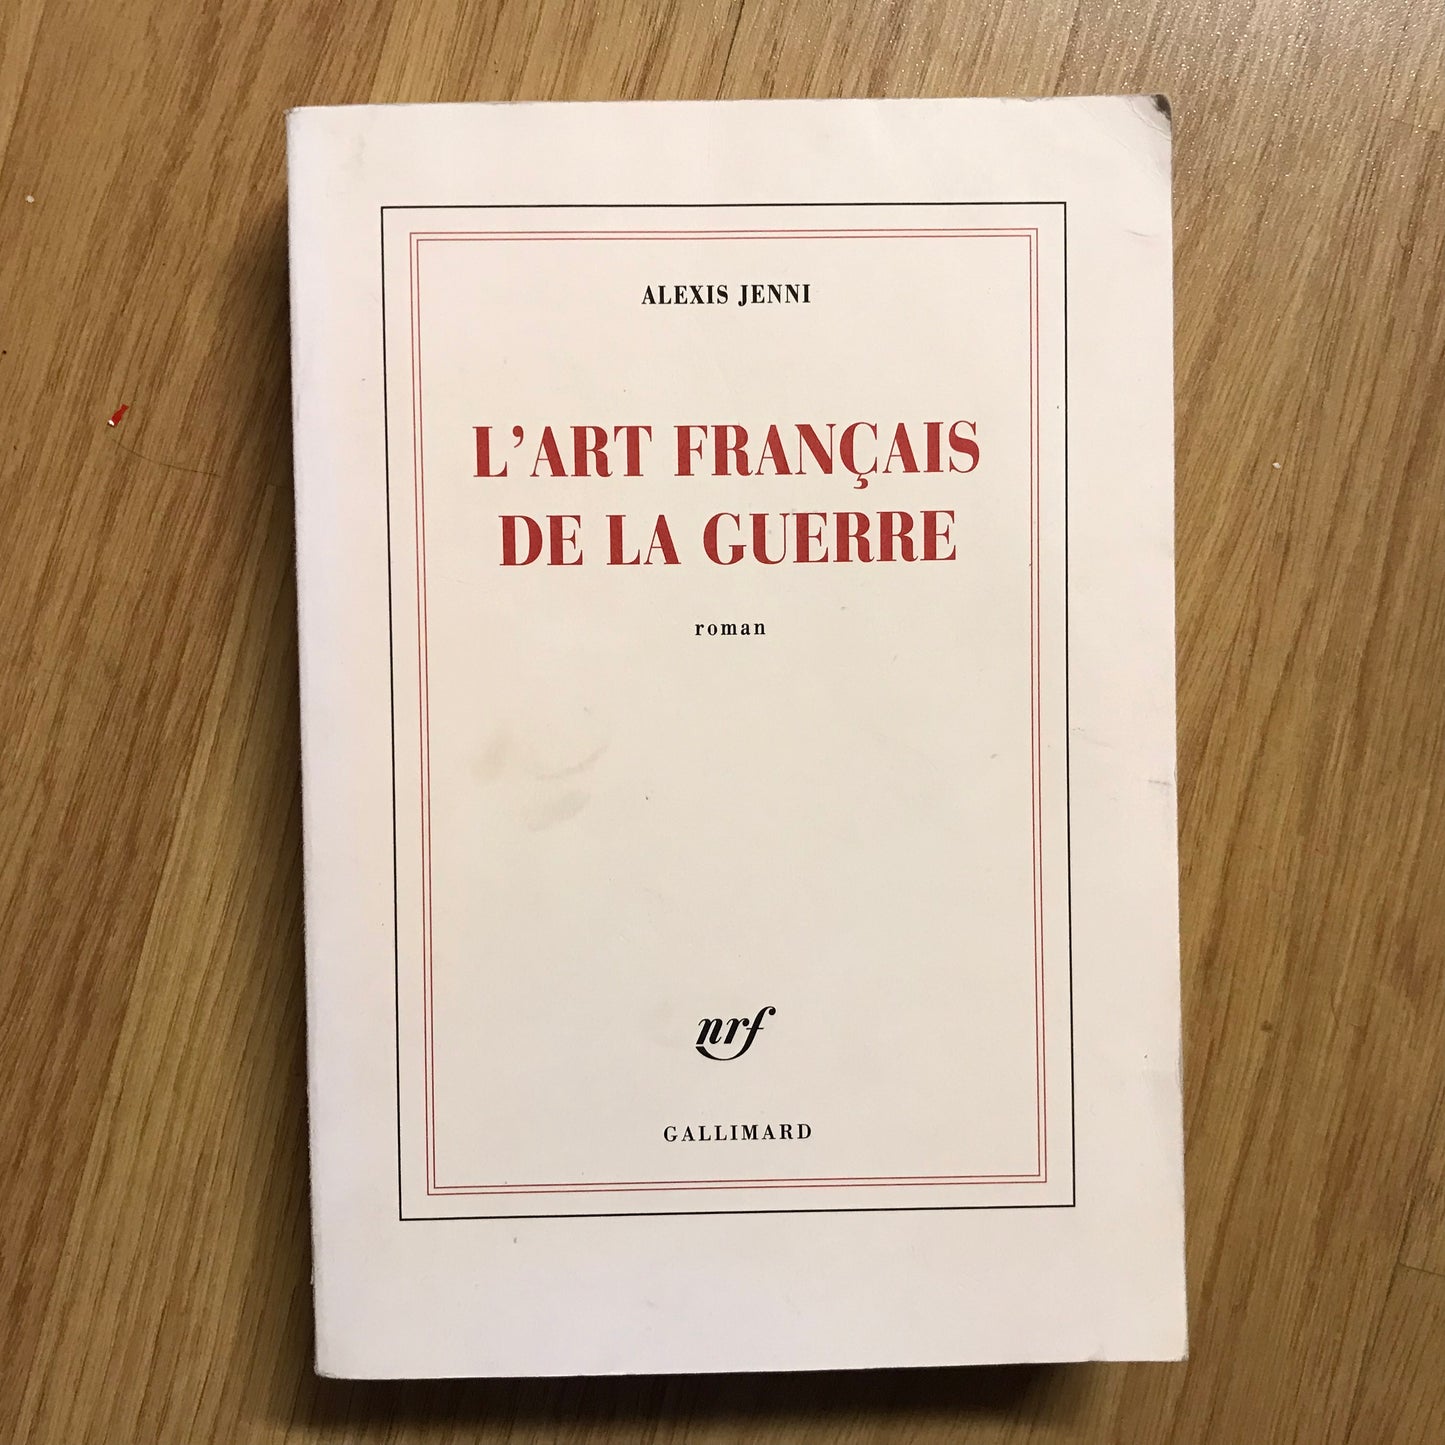 ALEXIS JENNI
L'ART FRANÇAIS
DE LA GUERRE
roman
nrf
GALLIMARD